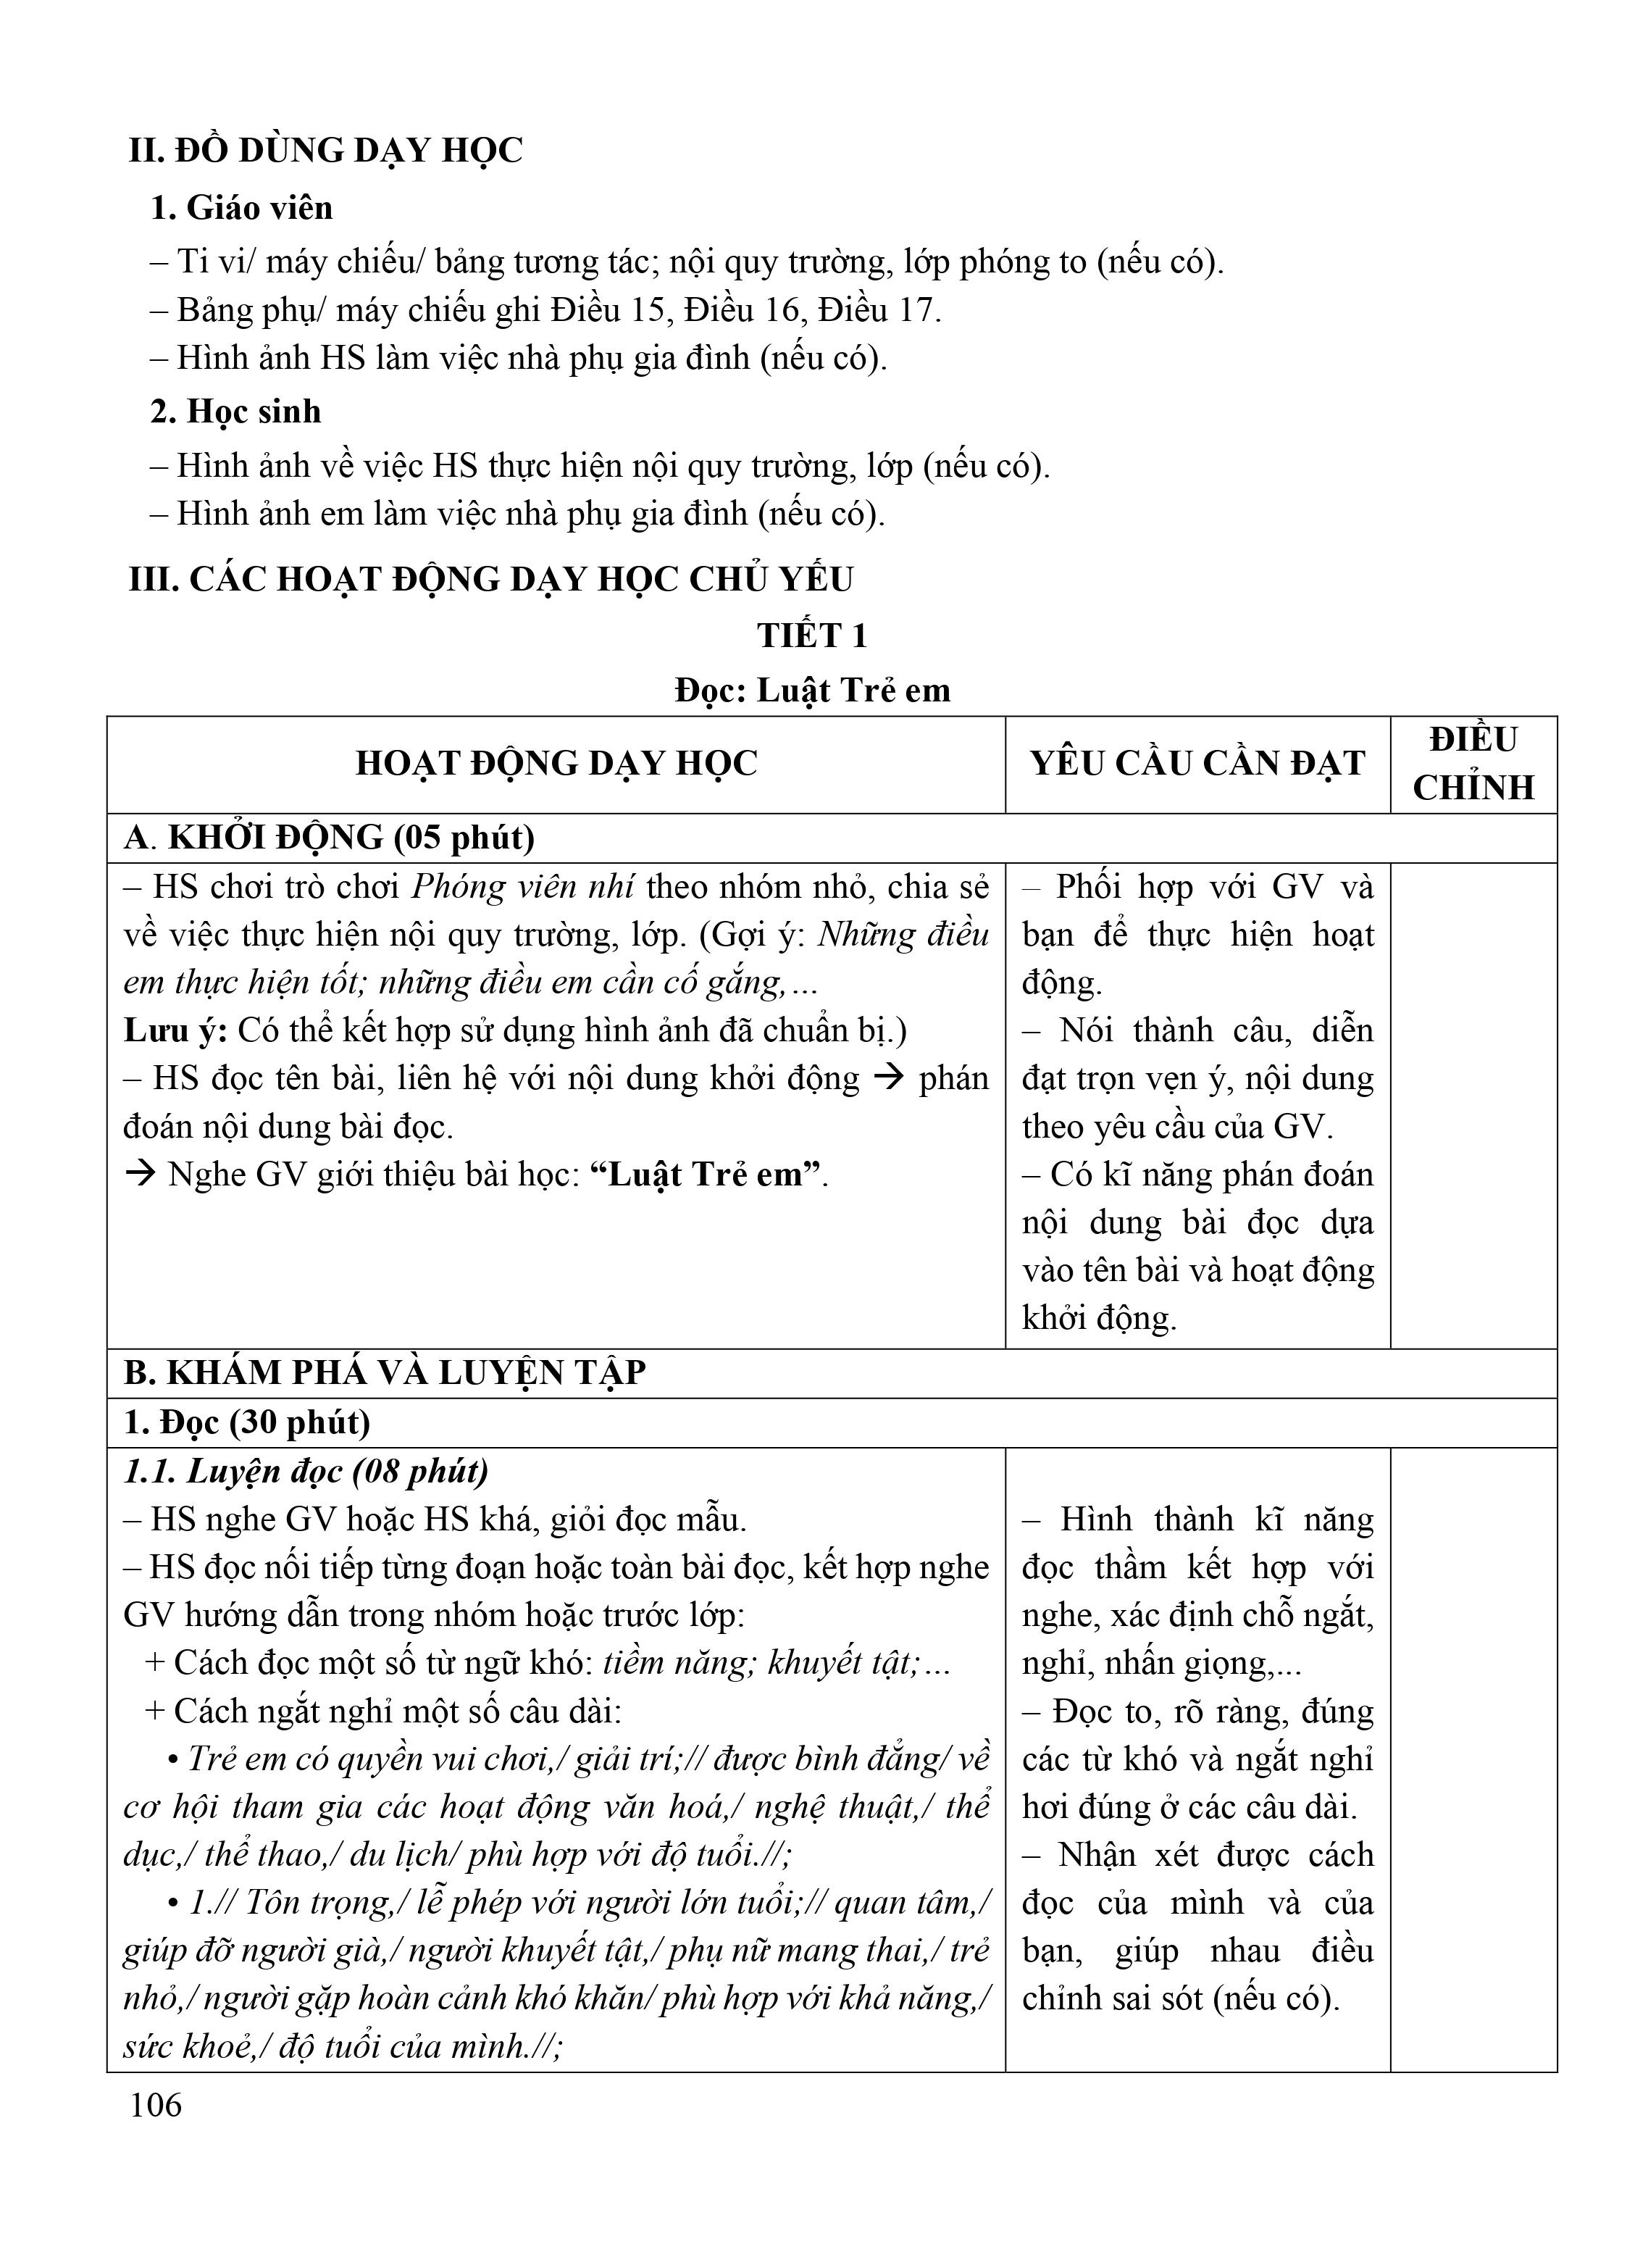 II. ĐỒ DÙNG DẠY HỌC
1. Giáo viên
– Ti vi/ máy chiếu/ bảng tương tác; nội quy trường, lớp phóng to (nếu có).
– Bảng phụ/ máy chiếu ghi Điều 15, Điều 16, Điều 17.
– Hình ảnh HS làm việc nhà phụ gia đình (nếu có).
2. Học sinh
– Hình ảnh về việc HS thực hiện nội quy trường, lớp (nếu có).
– Hình ảnh em làm việc nhà phụ gia đình (nếu có).
III. CÁC HOẠT ĐỘNG DẠY HỌC CHỦ YẾU
TIẾT 1
Đọc: Luật Trẻ em
HOẠT ĐỘNG DẠY HỌC
YÊU CẦU CẦN ĐẠT
ĐIỀU
CHỈNH
A. KHỞI ĐỘNG (05 phút)
– HS chơi trò chơi Phóng viên nhí theo nhóm nhỏ, chia sẻ
về việc thực hiện nội quy trường, lớp. (Gợi ý: Những điều
em thực hiện tốt; những điều em cần cố gắng,…
Lưu ý: Có thể kết hợp sử dụng hình ảnh đã chuẩn bị.)
– HS đọc tên bài, liên hệ với nội dung khởi động → phán
đoán nội dung bài đọc.
→ Nghe GV giới thiệu bài học: “Luật Trẻ em”.
– Phối hợp với GV và
bạn để thực hiện hoạt
động.
– Nói thành câu, diễn
đạt trọn vẹn ý, nội dung
theo yêu cầu của GV.
– Có kĩ năng phán đoán
nội dung bài đọc dựa
vào tên bài và hoạt động
khởi động.
B. KHÁM PHÁ VÀ LUYỆN TẬP
1. Đọc (30 phút)
1.1. Luyện đọc (08 phút)
– HS nghe GV hoặc HS khá, giỏi đọc mẫu.
– HS đọc nối tiếp từng đoạn hoặc toàn bài đọc, kết hợp nghe
GV hướng dẫn trong nhóm hoặc trước lớp:
+ Cách đọc một số từ ngữ khó: tiềm năng; khuyết tật;…
+ Cách ngắt nghỉ một số câu dài:
• Trẻ em có quyền vui chơi,/ giải trí;// được bình đẳng/ về
cơ hội tham gia các hoạt động văn hoá,/ nghệ thuật,/ thể
dục,/ thể thao,/ du lịch/ phù hợp với độ tuổi.//;
• 1.// Tôn trọng,/ lễ phép với người lớn tuổi;// quan tâm,/
giúp đỡ người già,/ người khuyết tật,/ phụ nữ mang thai,/ trẻ
nhỏ,/ người gặp hoàn cảnh khó khăn/ phù hợp với khả năng,/
sức khoẻ,/ độ tuổi của mình.//;
– Hình thành kĩ năng
đọc thầm kết hợp với
nghe, xác định chỗ ngắt,
nghỉ, nhấn giọng,...
– Đọc to, rõ ràng, đúng
các từ khó và ngắt nghỉ
hơi đúng ở các câu dài.
– Nhận xét được cách
đọc của mình và của
bạn, giúp nhau điều
chỉnh sai sót (nếu có).
106